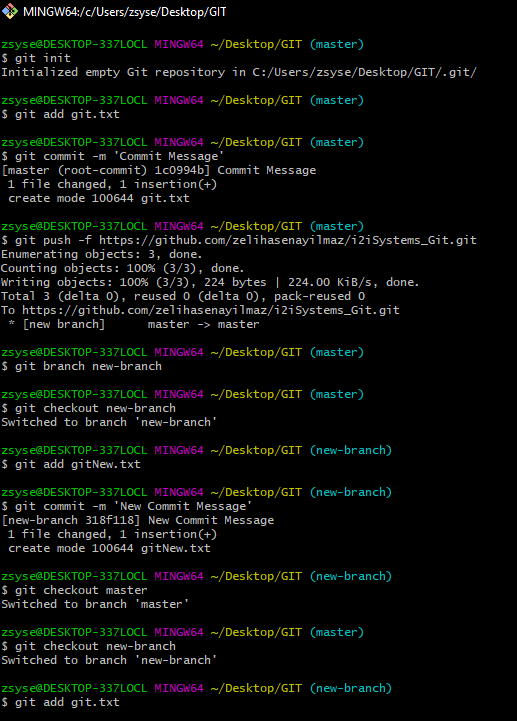 MINGW64:/c/Users/zsyse/Desktop/GIT
zsyse@DESKTOP-337LOCL MINGW64 ~/Desktop/GIT (master)
$ git init
Initialized empty Git repository in C:/Users/zsyse/Desktop/GIT/.git/
zsyse@DESKTOP-337LOCL MINGW64 ~/Desktop/GIT (master)
$ git add git.txt
zsyse@DESKTOP-337LOCL MINGW64 ~/Desktop/GIT (master)
$ git commit -m 'Commit Message'
[master (root-commit) 1c0994b] Commit Message
 1 file changed, 1 insertion(+)
 create mode 100644 git.txt
zsyse@DESKTOP-337LOCL MINGW64 ~/Desktop/GIT (master)
$ git push -f https://github.com/zelihasenayilmaz/i2iSystems_Git.git
Enumerating objects: 3, done.
Counting objects: 100% (3/3), done.
Writing objects: 100% (3/3), 224 bytes | 224.00 KiB/s, done.
Total 3 (delta 0), reused 0 (delta 0), pack-reused 0
To https://github.com/zelihasenayilmaz/i2iSystems_Git.git
 * [new branch]      master -> master
zsyse@DESKTOP-337LOCL MINGW64 ~/Desktop/GIT (master)
$ git branch new-branch
zsyse@DESKTOP-337LOCL MINGW64 ~/Desktop/GIT (master)
$ git checkout new-branch
Switched to branch 'new-branch'
zsyse@DESKTOP-337LOCL MINGW64 ~/Desktop/GIT (new-branch)
$ git add gitNew.txt
zsyse@DESKTOP-337LOCL MINGW64 ~/Desktop/GIT (new-branch)
$ git commit -m 'New Commit Message'
[new-branch 318f118] New Commit Message
 1 file changed, 1 insertion(+)
 create mode 100644 gitNew.txt
zsyse@DESKTOP-337LOCL MINGW64 ~/Desktop/GIT (new-branch)
$ git checkout master
Switched to branch 'master'
zsyse@DESKTOP-337LOCL MINGW64 ~/Desktop/GIT (master)
$ git checkout new-branch
Switched to branch 'new-branch'
zsyse@DESKTOP-337LOCL MINGW64 ~/Desktop/GIT (new-branch)
$ git add git.txt